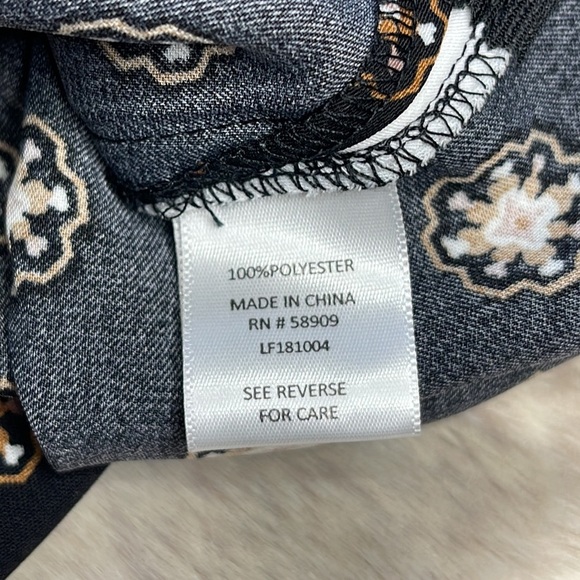 100%POLYESTER
MADE IN CHINA
RN # 58909
LF181004
SEE REVERSE
FOR CARE